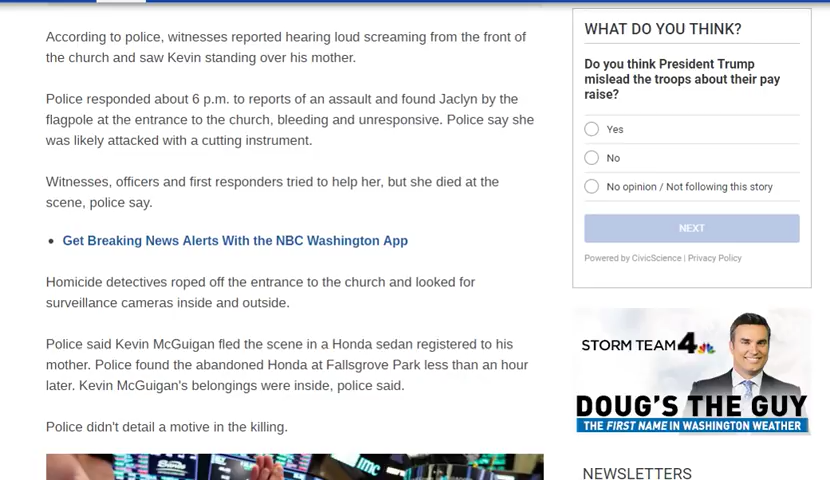 According to police, witnesses reported hearing loud screaming from the front of
the church and saw Kevin standing over his mother.
Police responded about 6 p.m. to reports of an assault and found Jaclyn by the
flagpole at the entrance to the church, bleeding and unresponsive. Police say she
was likely attacked with a cutting instrument.
Witnesses, officers and first responders tried to help her, but she died at the
scene, police say.
• Get Breaking News Alerts With the NBC Washington App
Homicide detectives roped off the entrance to the church and looked for
surveillance cameras inside and outside.
Police said Kevin McGuigan fled the scene in a Honda sedan registered to his
mother. Police found the abandoned Honda at Fallsgrove Park less than an hour
later. Kevin McGuigan's belongings were inside, police said.
Police didn't detail a motive in the killing.
IMC
WHAT DO YOU THINK?
Do you think President Trump
mislead the troops about their pay
raise?
Yes
No
No opinion / Not following this story
NEXT
Powered by CivicScience | Privacy Policy
STORM TEAM 4
DOUG'S THE GUY
THE FIRST NAME IN WASHINGTON WEATHER
NEWSLETTERS